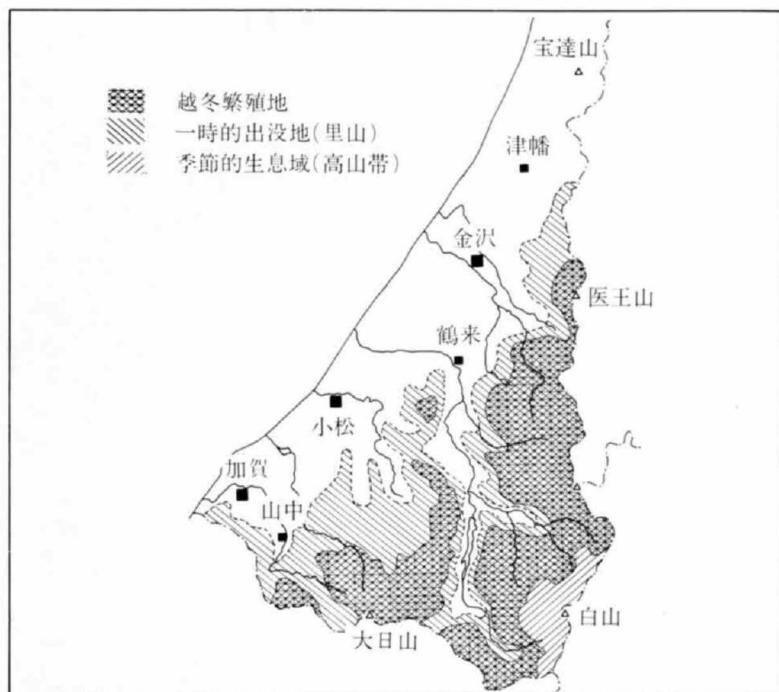 宝達山
越冬繁殖地
一時的出没地(里山)
季節的生息域(高山帯)
津幡
金沢
医王山
鶴来
小松
加賀
山中
大日山
白山